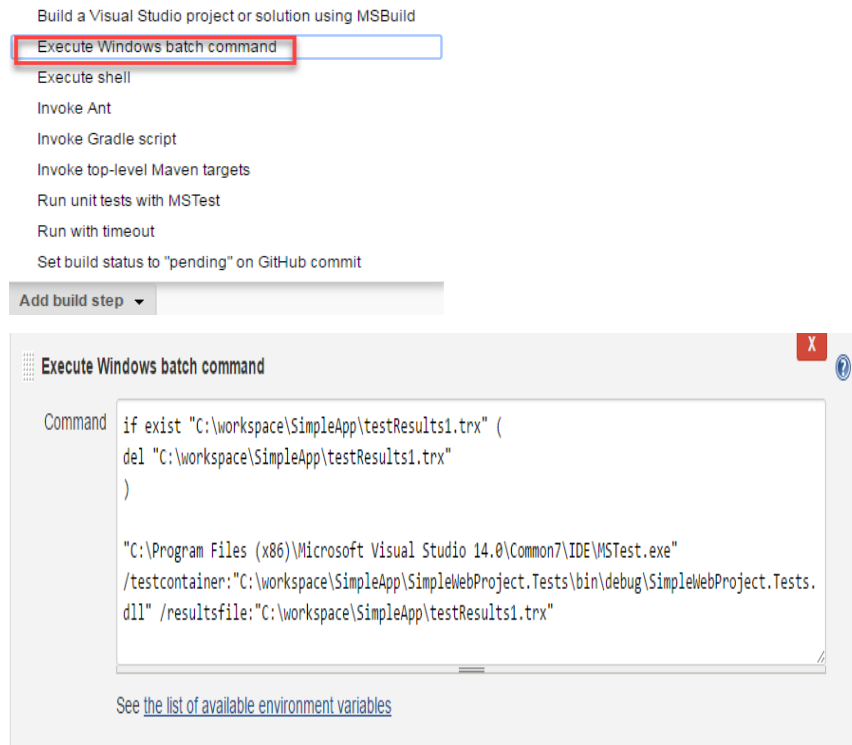 Build a Visual Studio project or solution using MSBuild
Execute Windows batch command
Execute shell
Invoke Ant
Invoke Gradle script
Invoke top-level Maven targets
Run unit tests with MSTest
Run with timeout
Set build status to "pending" on GitHub commit
Add build step
X
Execute Windows batch command
?
Command
if exist "C:\workspace\SimpleApp\testResults1.trx" (
del "C:\workspace\SimpleApp\testResults1.trx"
)
"C:\Program Files (x86)\Microsoft Visual Studio 14.0\Common7\IDE\MSTest.exe"
/testcontainer:"C:\workspace\SimpleApp\SimpleWebProject.Tests\bin\debug\SimpleWebProject.Tests.
dll" /resultsfile:"C:\workspace\SimpleApp\testResults1.trx"
See the list of available environment variables